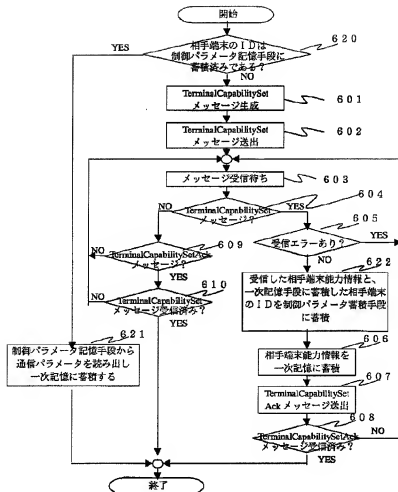 開始
相手端末のIDは
制御パラメータ記憶手段に
蓄積済みである？
620
YES
NO
TerminalCapabilitySet
メッセージ生成
601
TerminalCapabilitySet
メッセージ送出
602
メッセージ受信待ち
603
604
TerminalCapabilitySet
メッセージ？
NO
YES
605
受信エラーあり？
YES
NO
609
TerminalCapabilitySetAck
メッセージ？
NO
YES
622
受信した相手端末能力情報と、
一次記憶手段に蓄積した相手端末
のIDを制御パラメータ蓄積手段に
蓄積
610
TerminalCapabilitySet
メッセージ受信済み？
NO
YES
621
制御パラメータ記憶手段から
通信パラメータを読み出し
一次記憶に蓄積する
606
相手端末能力情報を
一次記憶に蓄積
607
TerminalCapabilitySet
Ackメッセージ送出
608
TerminalCapabilitySetAck
メッセージ受信済み？
NO
YES
終了